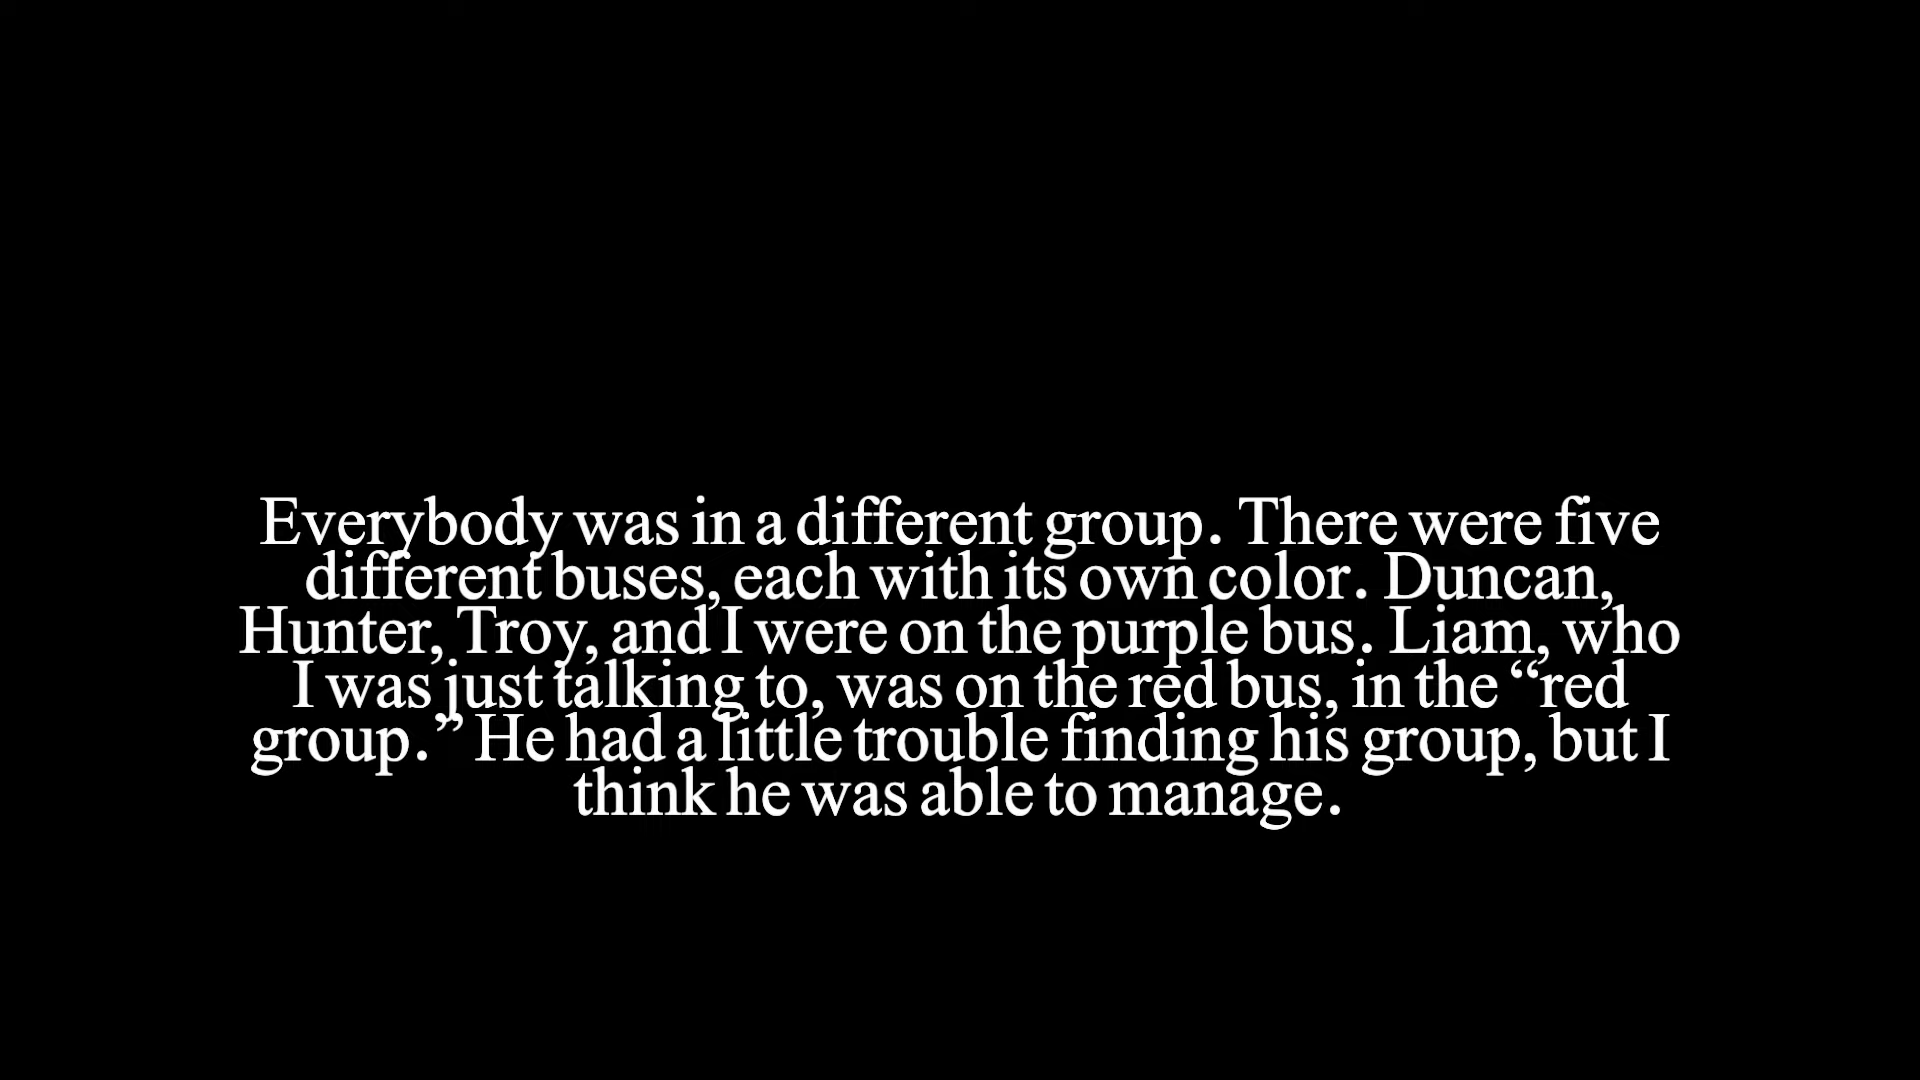 Everybody was in a different group. There were five
different buses, each with its own color. Duncan,
Hunter, Troy, and I were on the purple bus. Liam, who
I was just talking to, was on the red bus, in the “red
group.” He had a little trouble finding his group, but I
think he was able to manage.